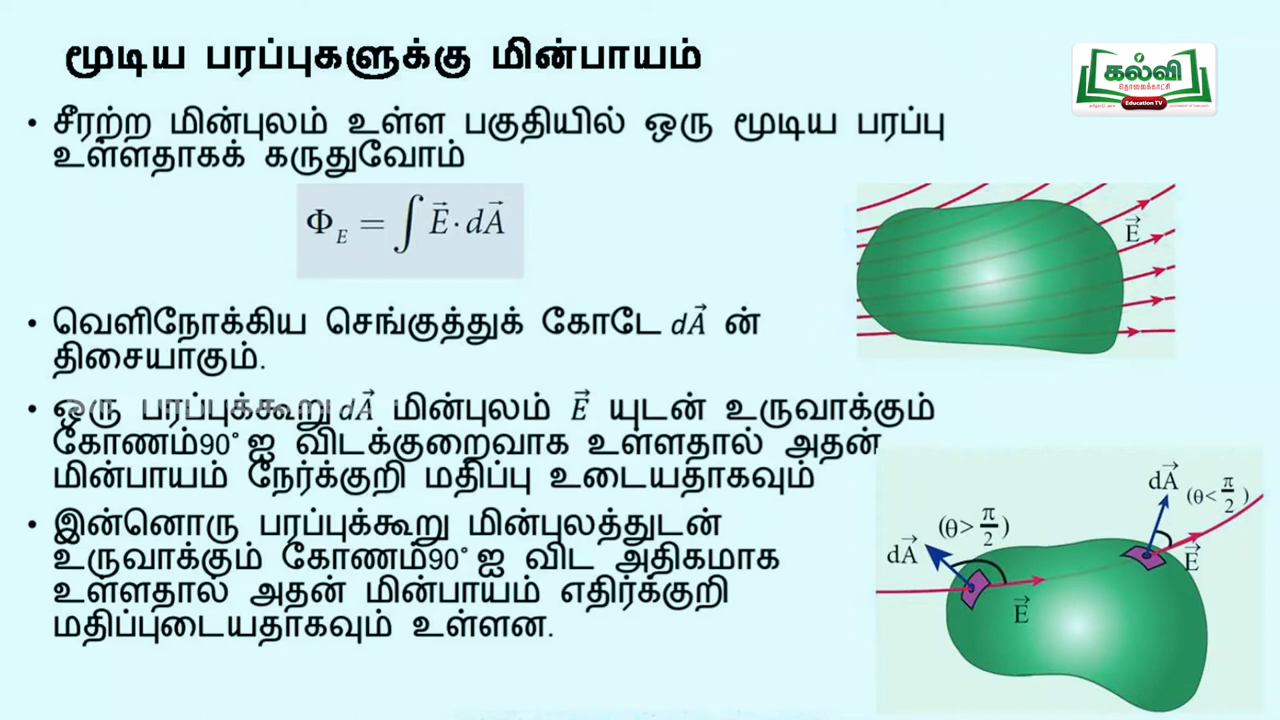 மூடிய பரப்புகளுக்கு மின்பாயம்
கல்வி
தொலைக்காட்சி
Education TV
• சீரற்ற மின்புலம் உள்ள பகுதியில் ஒரு மூடிய பரப்பு
உள்ளதாகக் கருதுவோம்
Φ_E = ∫ E⃗ · dA⃗
E⃗
• வெளிநோக்கிய செங்குத்துக் கோடே dA⃗ ன்
திசையாகும்.
• ஒரு பரப்புக்கூறு dA⃗ மின்புலம் E⃗ யுடன் உருவாக்கும்
கோணம்90° ஐ விடக்குறைவாக உள்ளதால் அதன்
மின்பாயம் நேர்க்குறி மதிப்பு உடையதாகவும்
• இன்னொரு பரப்புக்கூறு மின்புலத்துடன்
உருவாக்கும் கோணம்90° ஐ விட அதிகமாக
உள்ளதால் அதன் மின்பாயம் எதிர்க்குறி
மதிப்புடையதாகவும் உள்ளன.
dA⃗ (θ< π/2)
(θ> π/2)
dA⃗
E⃗
E⃗